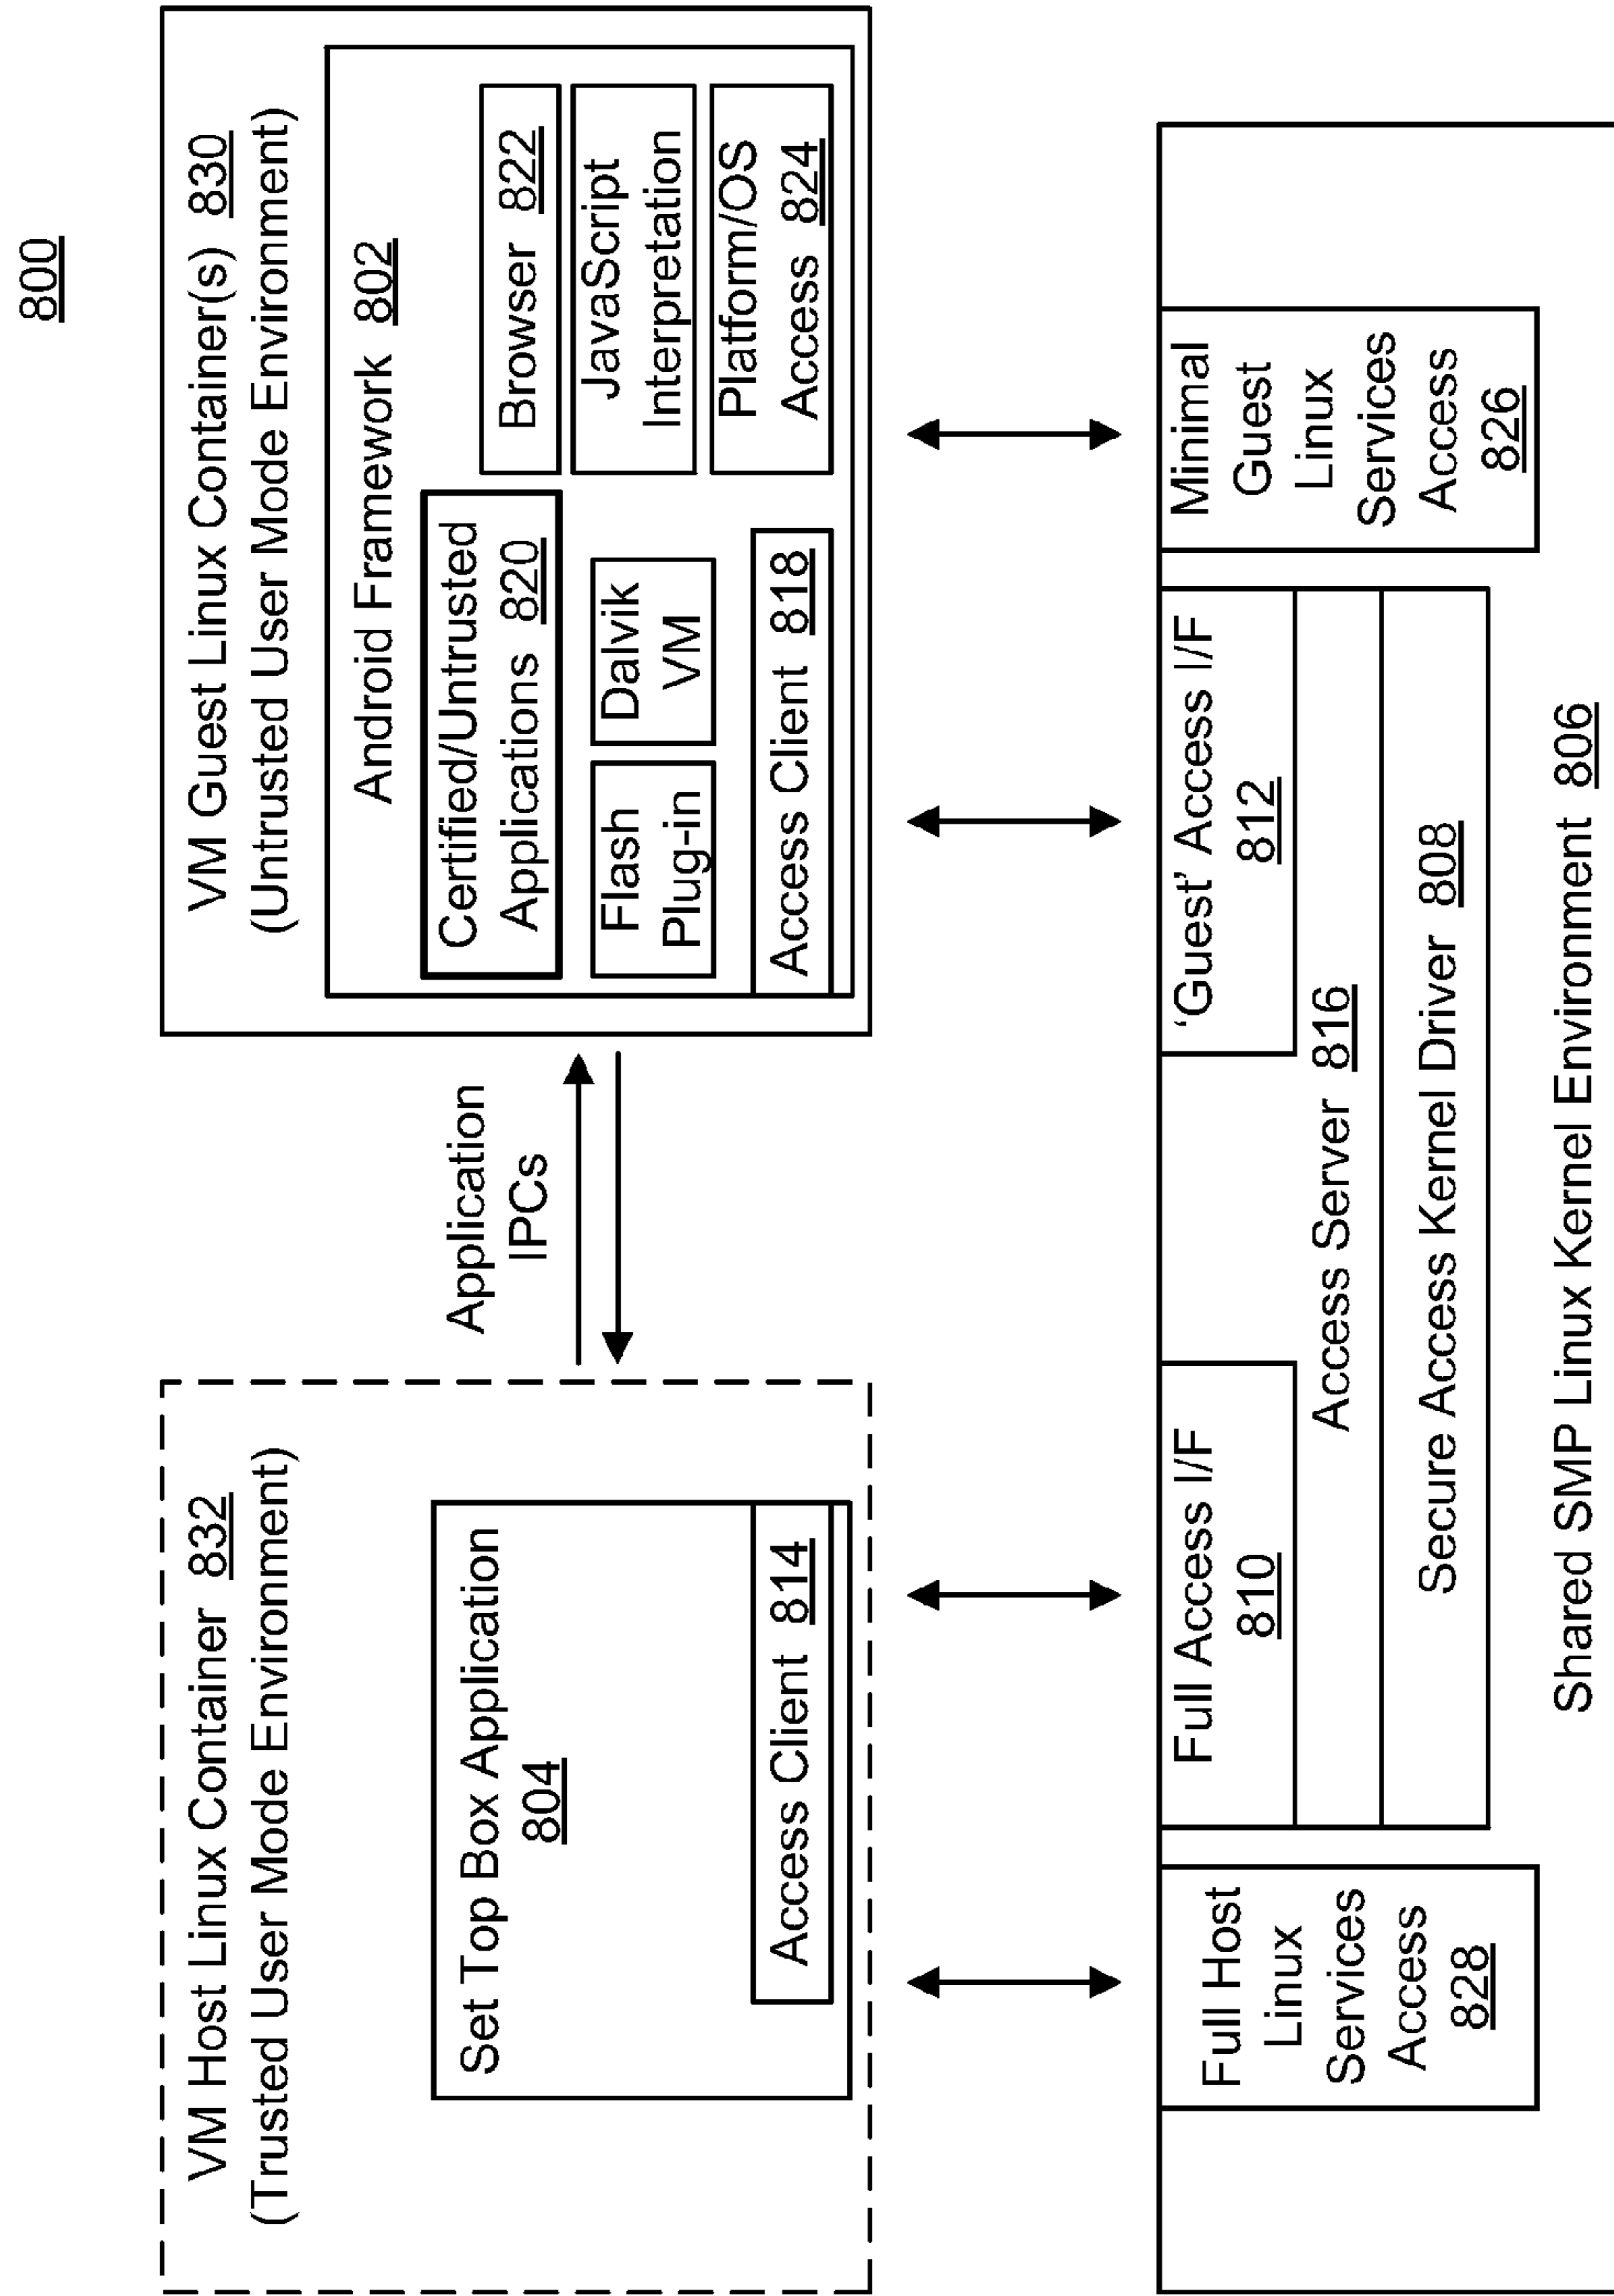 800
VM Host Linux Container 832
(Trusted User Mode Environment)
Set Top Box Application
804
Access Client 814
Application
IPCs
VM Guest Linux Container(s) 830
(Untrusted User Mode Environment)
Android Framework 802
Certified/Untrusted
Applications 820
Flash
Plug-in
Dalvik
VM
Access Client 818
Browser 822
JavaScript
Interpretation
Platform/OS
Access 824
Full Host
Linux
Services
Access
828
Full Access I/F
810
'Guest' Access I/F
812
Access Server 816
Secure Access Kernel Driver 808
Minimal
Guest
Linux
Services
Access
826
Shared SMP Linux Kernel Environment 806